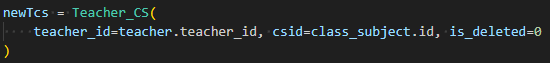 newTcs = Teacher_CS(
    teacher_id=teacher.teacher_id, csid=class_subject.id, is_deleted=0
)